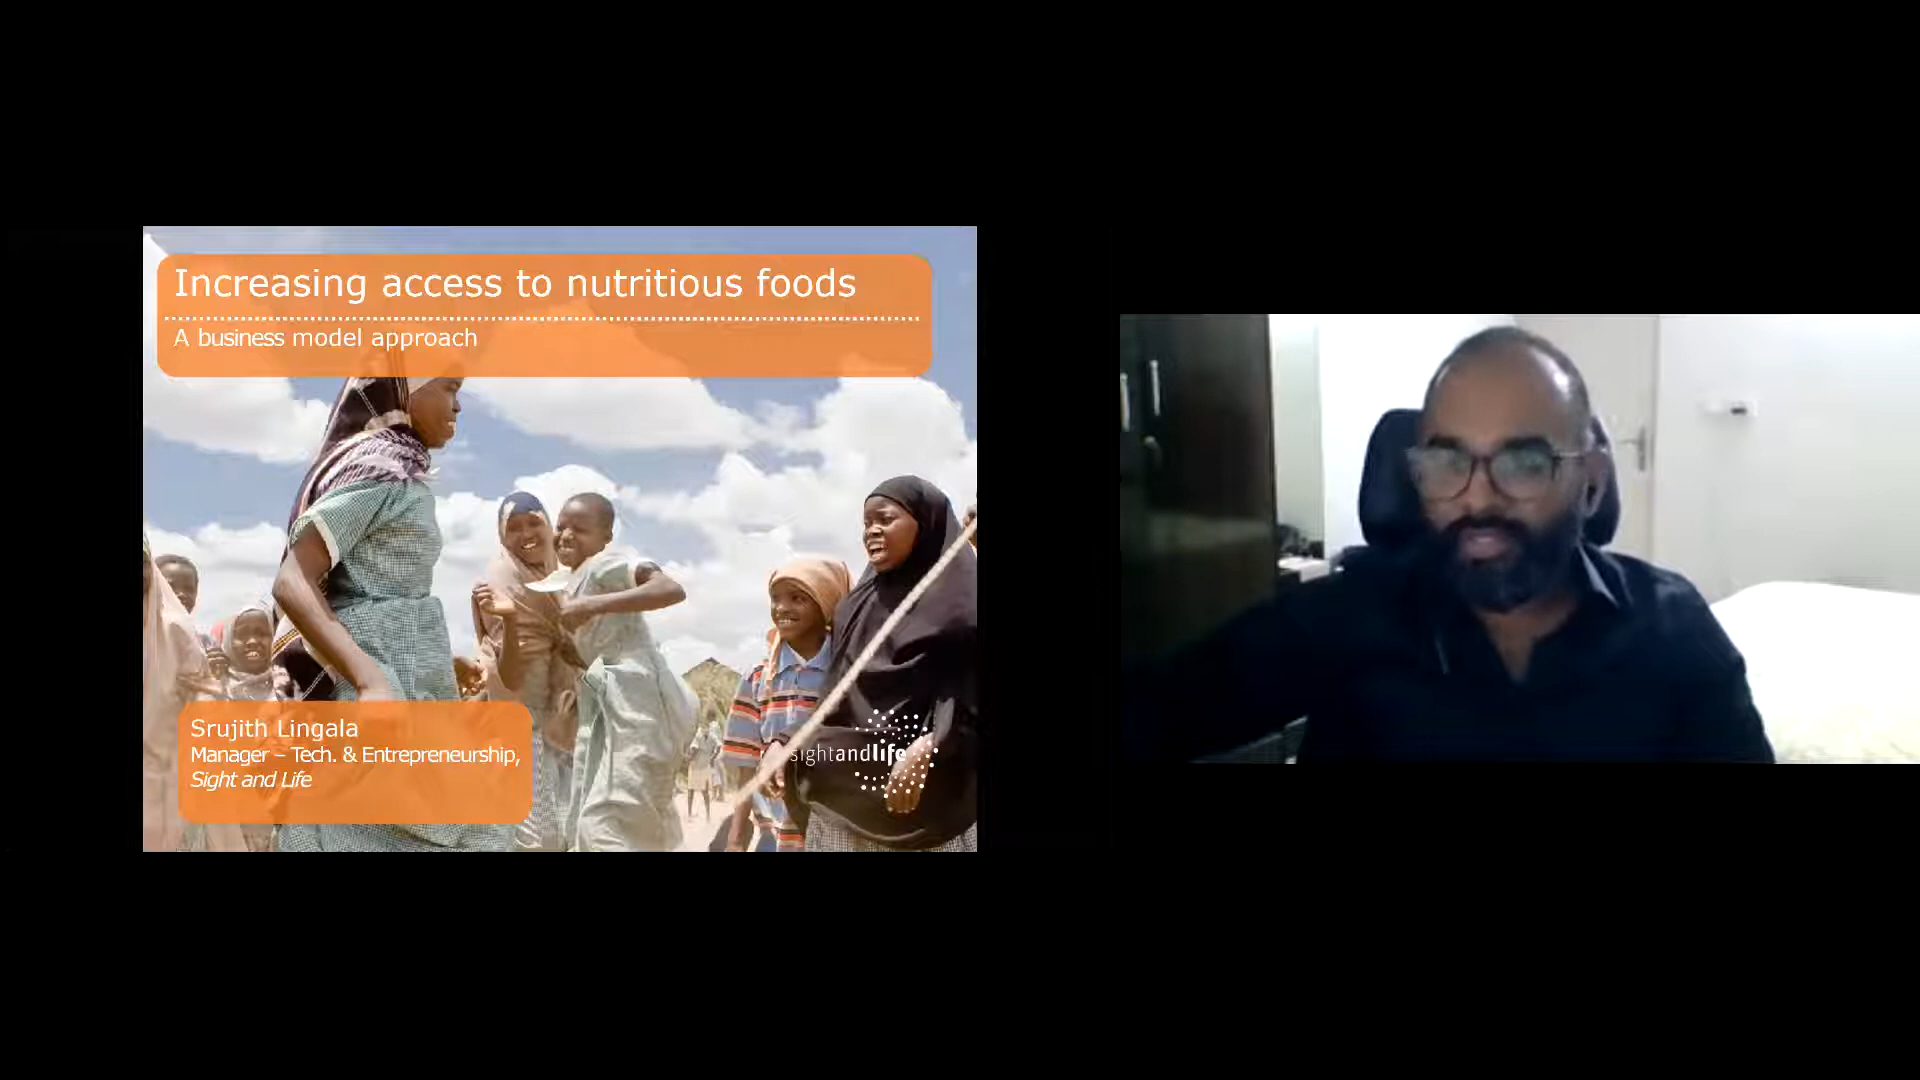 Increasing access to nutritious foods
A business model approach
Srujith Lingala
Manager – Tech. & Entrepreneurship,
Sight and Life
sightandlife